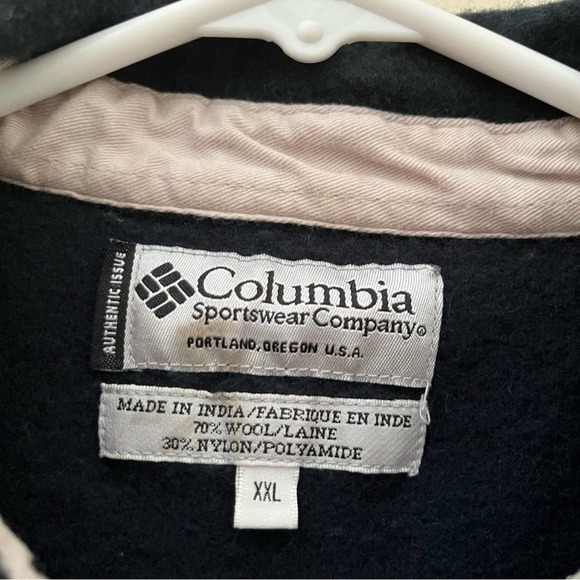 AUTHENTIC ISSUE
Columbia
Sportswear Company®
PORTLAND, OREGON U.S.A.
MADE IN INDIA/FABRIQUE EN INDE
70% WOOL/LAINE
30% NYLON/POLYAMIDE
XXL